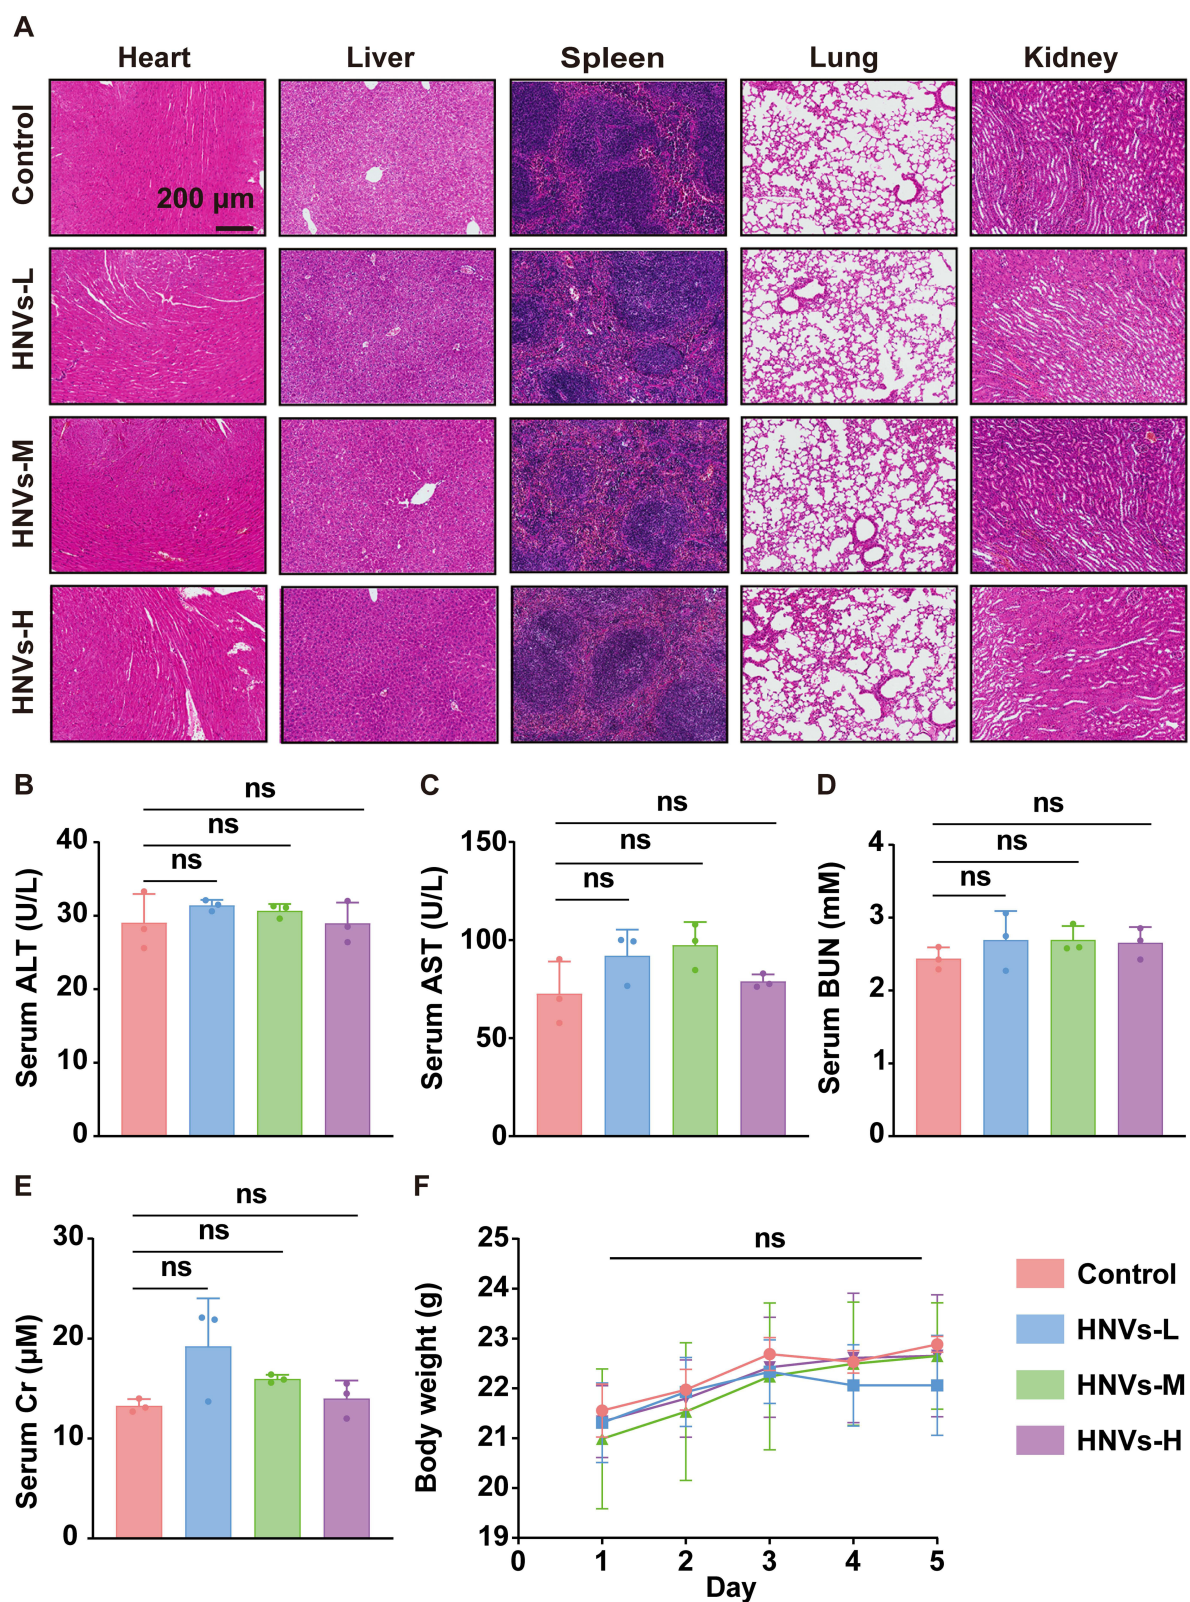 A
Heart Liver Spleen Lung Kidney
Control
200 µm
HNVs-L
HNVs-M
HNVs-H
B
ns
ns
ns
Serum ALT (U/L)
40
30
20
10
0
C
ns
ns
ns
Serum AST (U/L)
150
100
50
0
D
ns
ns
ns
Serum BUN (mM)
4
3
2
1
0
E
ns
ns
ns
Serum Cr (µM)
30
20
10
0
F
ns
Body weight (g)
25
24
23
22
21
20
19
0 1 2 3 4 5
Day
Control
HNVs-L
HNVs-M
HNVs-H